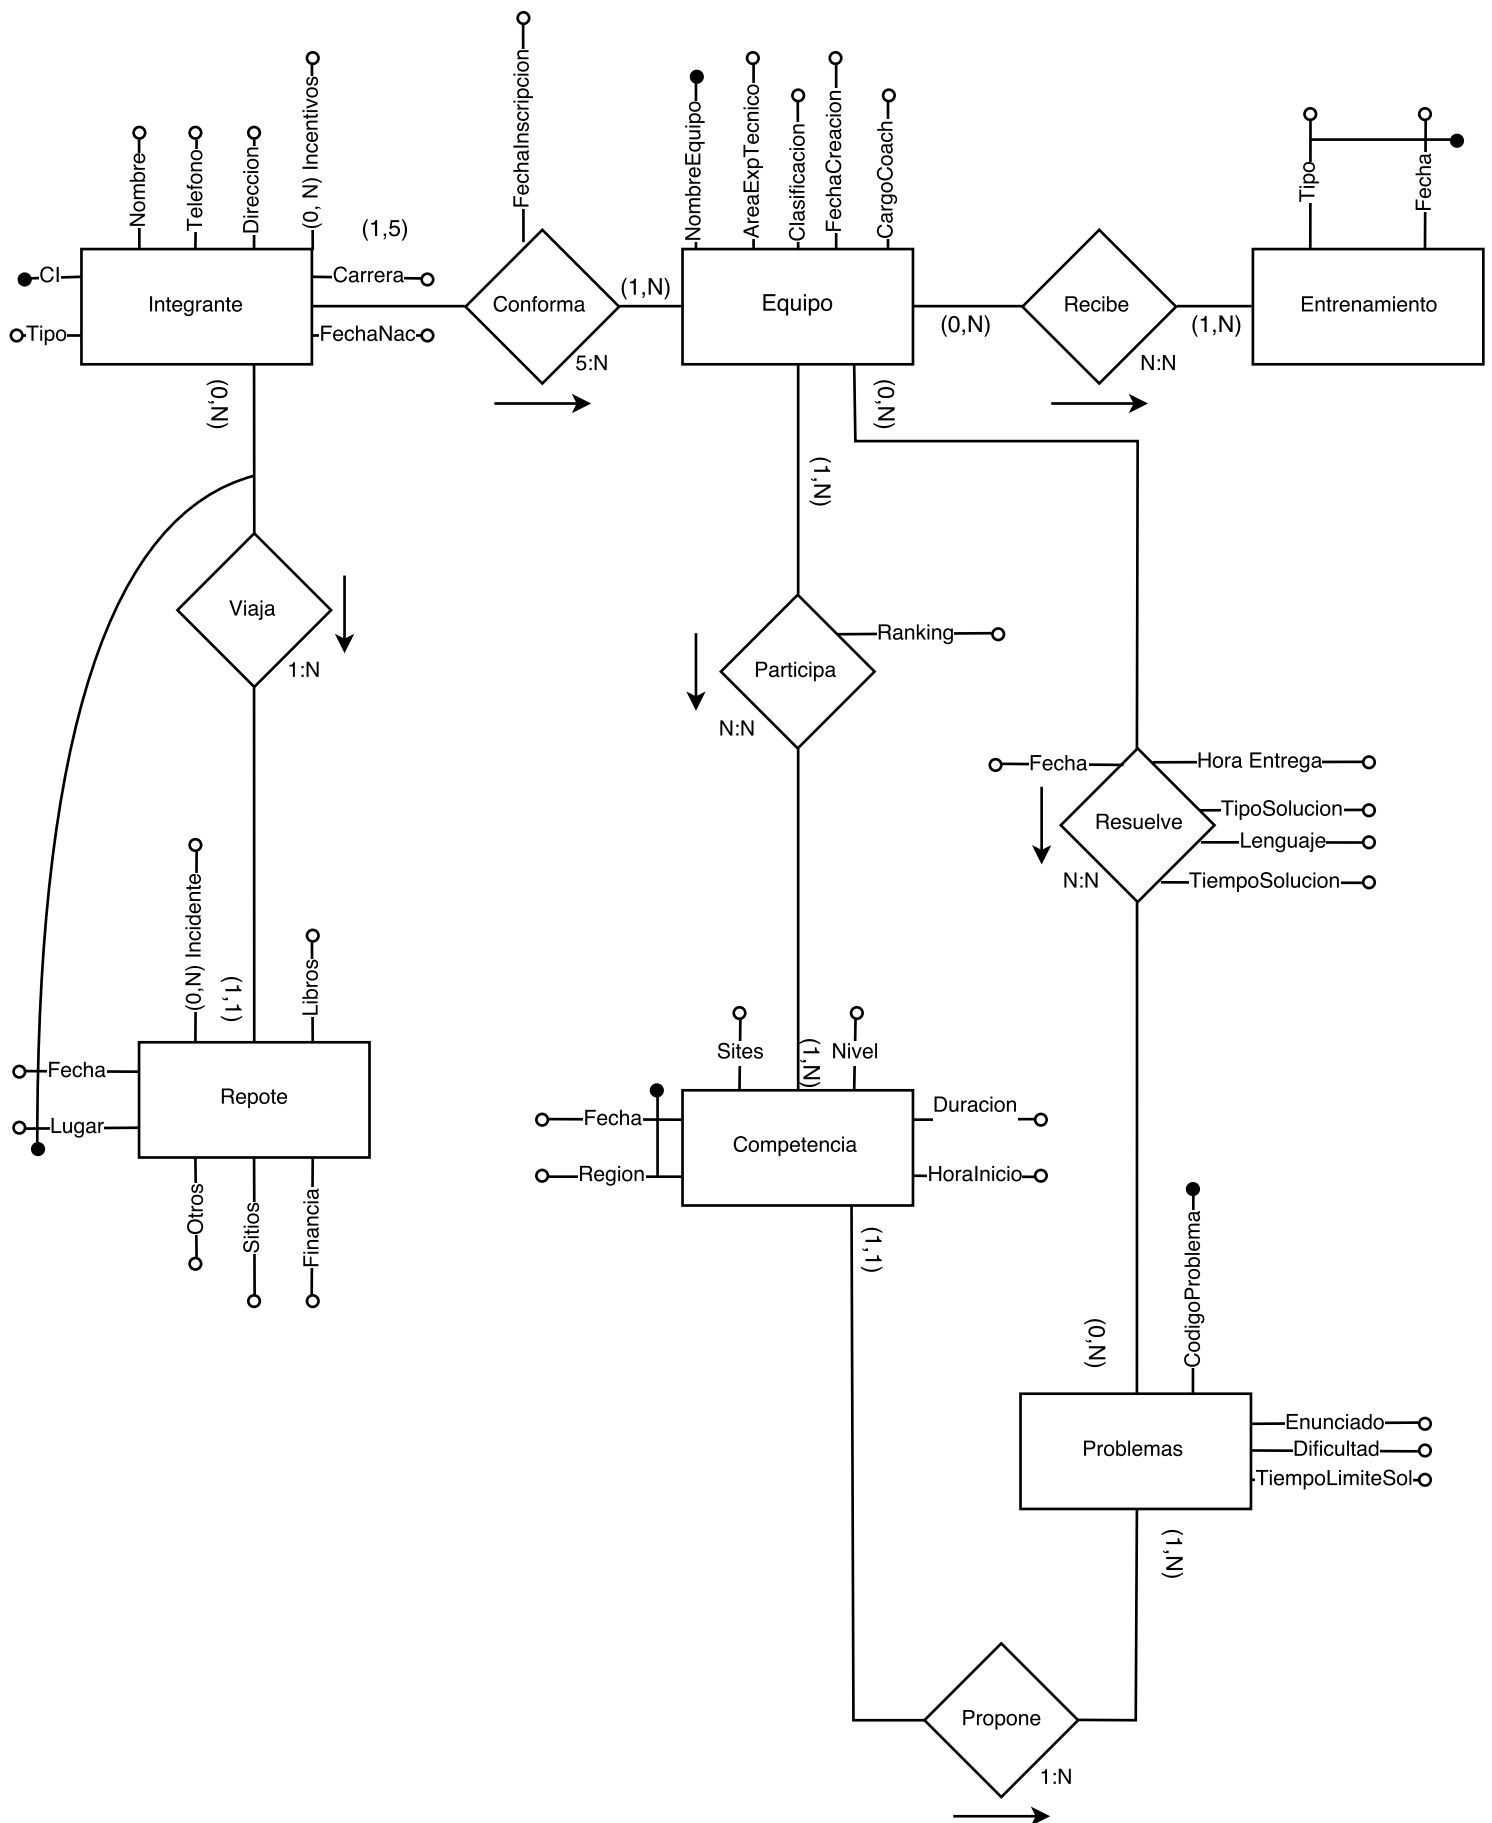 FechaInscripcion
(0, N) Incentivos
Nombre
Telefono
Direccion
(1,5)
NombreEquipo
AreaExpTecnico
Clasificacion
FechaCreacion
CargoCoach
Tipo
Fecha
CI
Tipo
Integrante
Carrera
FechaNac
Conforma
5:N
(1,N)
Equipo
(0,N)
Recibe
N:N
(1,N)
Entrenamiento
(0,N)
(0,N)
(1,N)
Viaja
1:N
Participa
Ranking
N:N
Fecha
Hora Entrega
Resuelve
TipoSolucion
Lenguaje
TiempoSolucion
N:N
(0,N) Incidente
(1,1)
Libros
Fecha
Lugar
Repote
Otros
Sitios
Financia
Sites
(1,N)
Nivel
Fecha
Region
Competencia
Duracion
HoraInicio
(1,1)
CodigoProblema
(0,N)
Problemas
Enunciado
Dificultad
TiempoLimiteSol
(1,N)
Propone
1:N